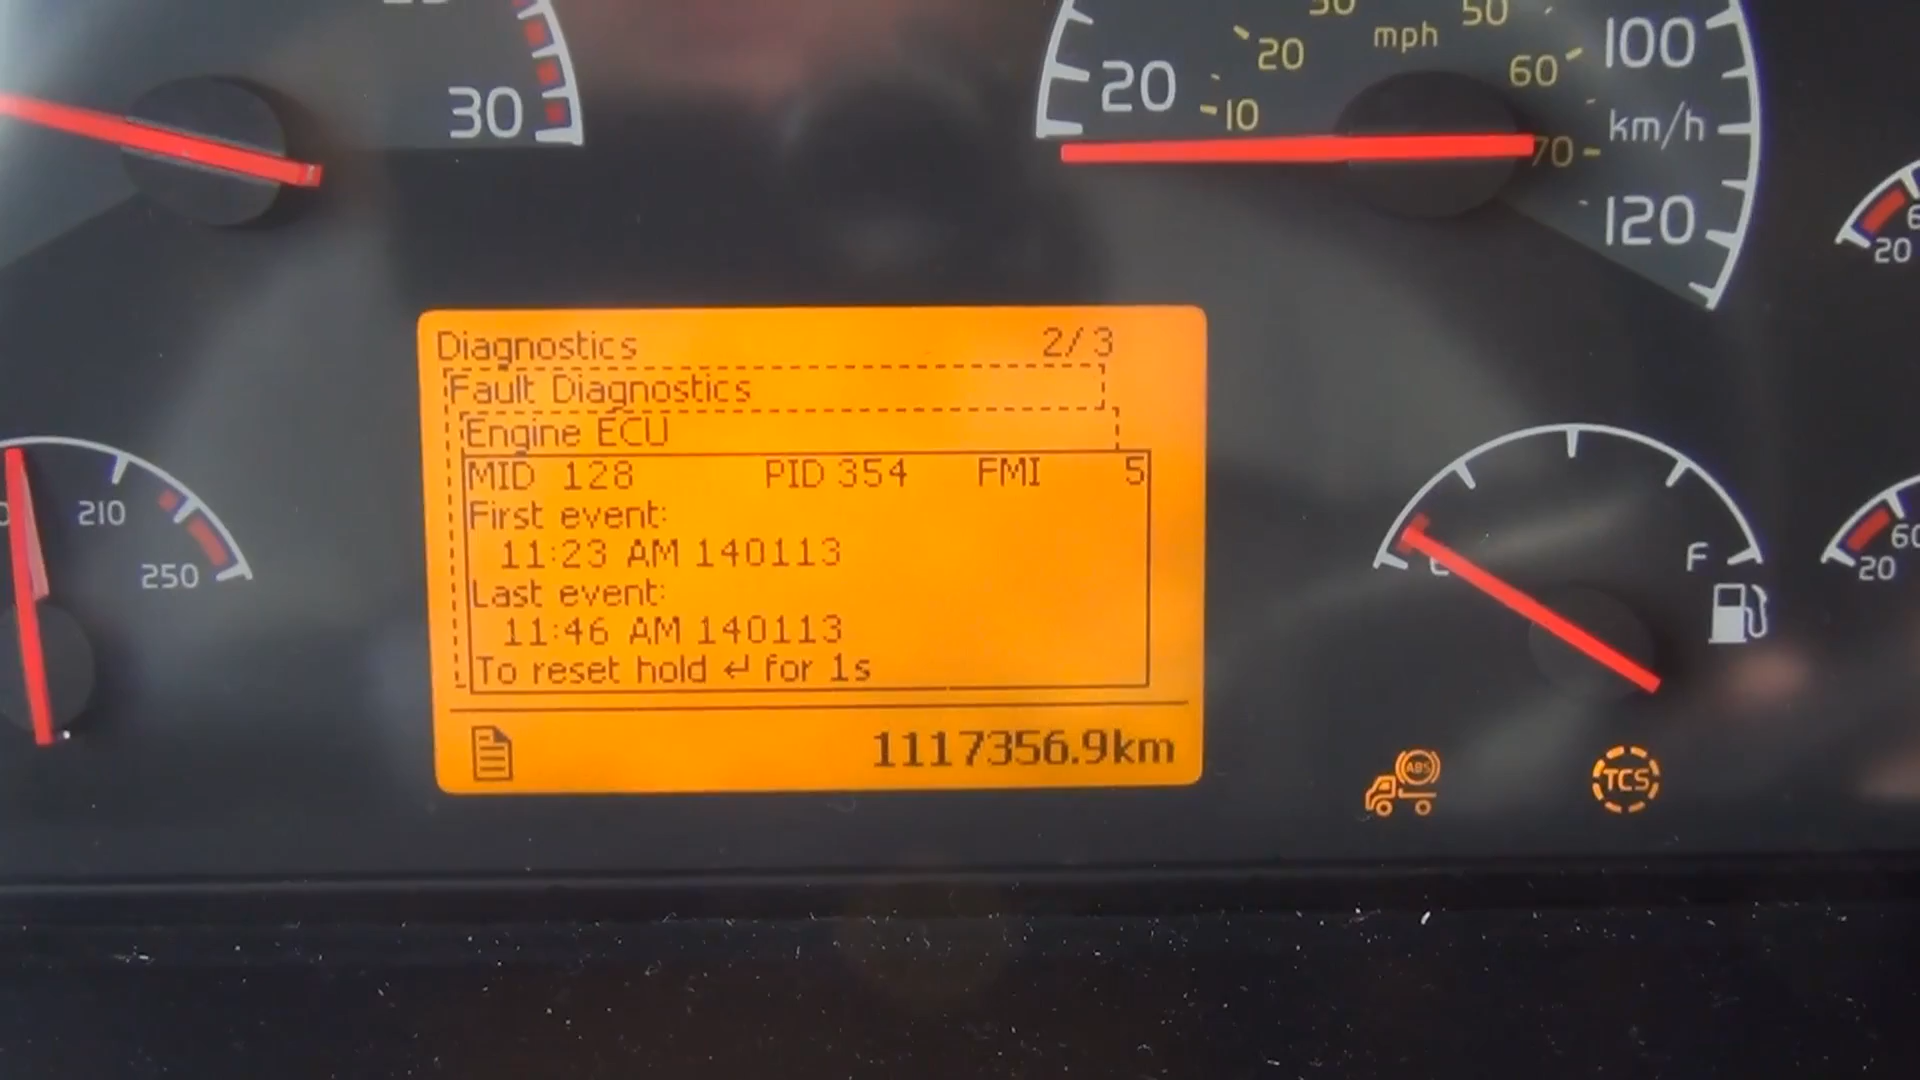 30
20
10
20
mph
50
60
70
100
km/h
120
20
210
250
Diagnostics 2/3
Fault Diagnostics
Engine ECU
MID 128 PID 354 FMI 5
First event:
11:23 AM 140113
Last event:
11:46 AM 140113
To reset hold ↵ for 1s
1117356.9km
F
60
20
ABS
TCS